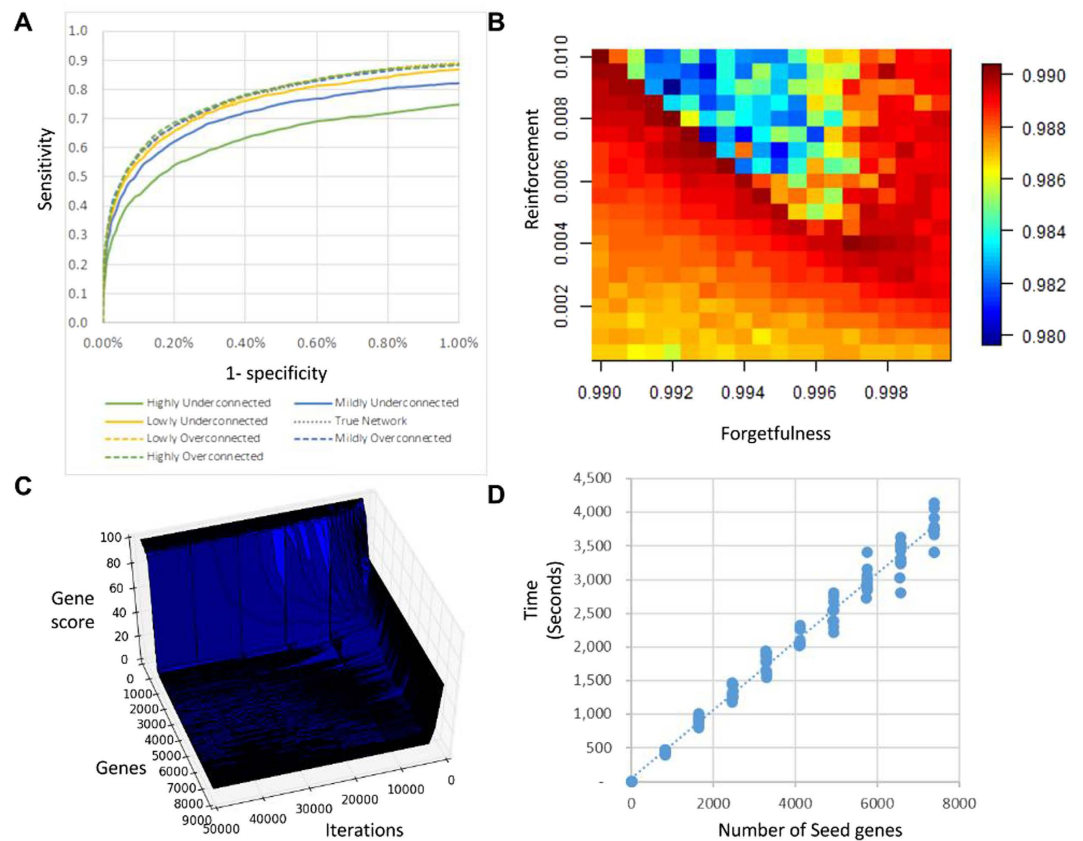 A
Sensitivity
1.0
0.9
0.8
0.7
0.6
0.5
0.4
0.3
0.2
0.1
0.0
0.00% 0.20% 0.40% 0.60% 0.80% 1.00%
1- specificity
Highly Underconnected Mildly Underconnected
Lowly Underconnected True Network
Lowly Overconnected Mildly Overconnected
Highly Overconnected
B
Reinforcement
0.010
0.008
0.006
0.004
0.002
0.990 0.992 0.994 0.996 0.998
Forgetfulness
0.990
0.988
0.986
0.984
0.982
0.980
C
Gene
score
100
80
60
40
20
0
Genes
0
1000
2000
3000
4000
5000
6000
7000
8000
9000
50000 40000 30000 20000 10000 0
Iterations
D
Time
(Seconds)
4,500
4,000
3,500
3,000
2,500
2,000
1,500
1,000
500
-
0 2000 4000 6000 8000
Number of Seed genes